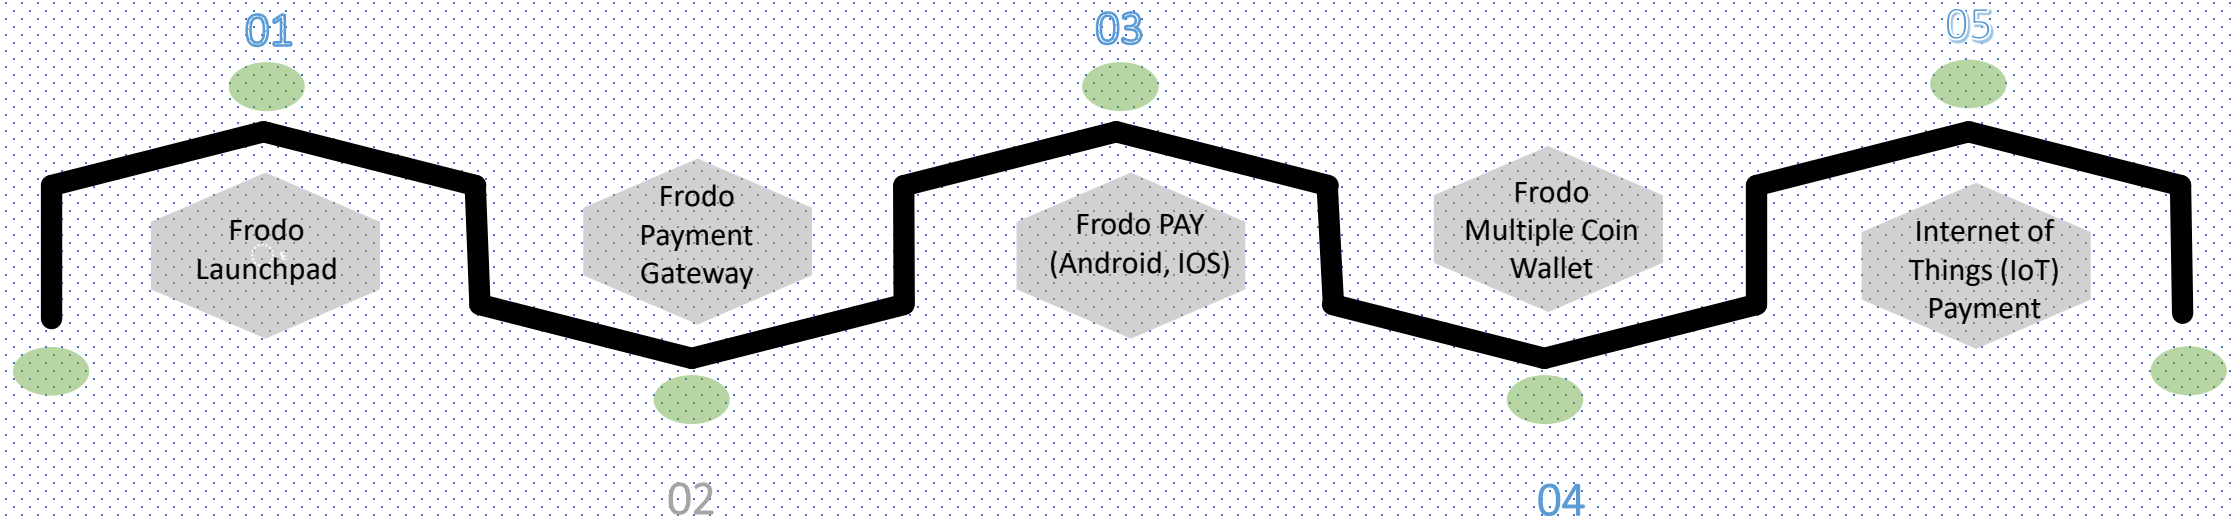 01
03
05
Frodo
Launchpad
Frodo
Payment
Gateway
Frodo PAY
(Android, IOS)
Frodo
Multiple Coin
Wallet
Internet of
Things (IoT)
Payment
02
04